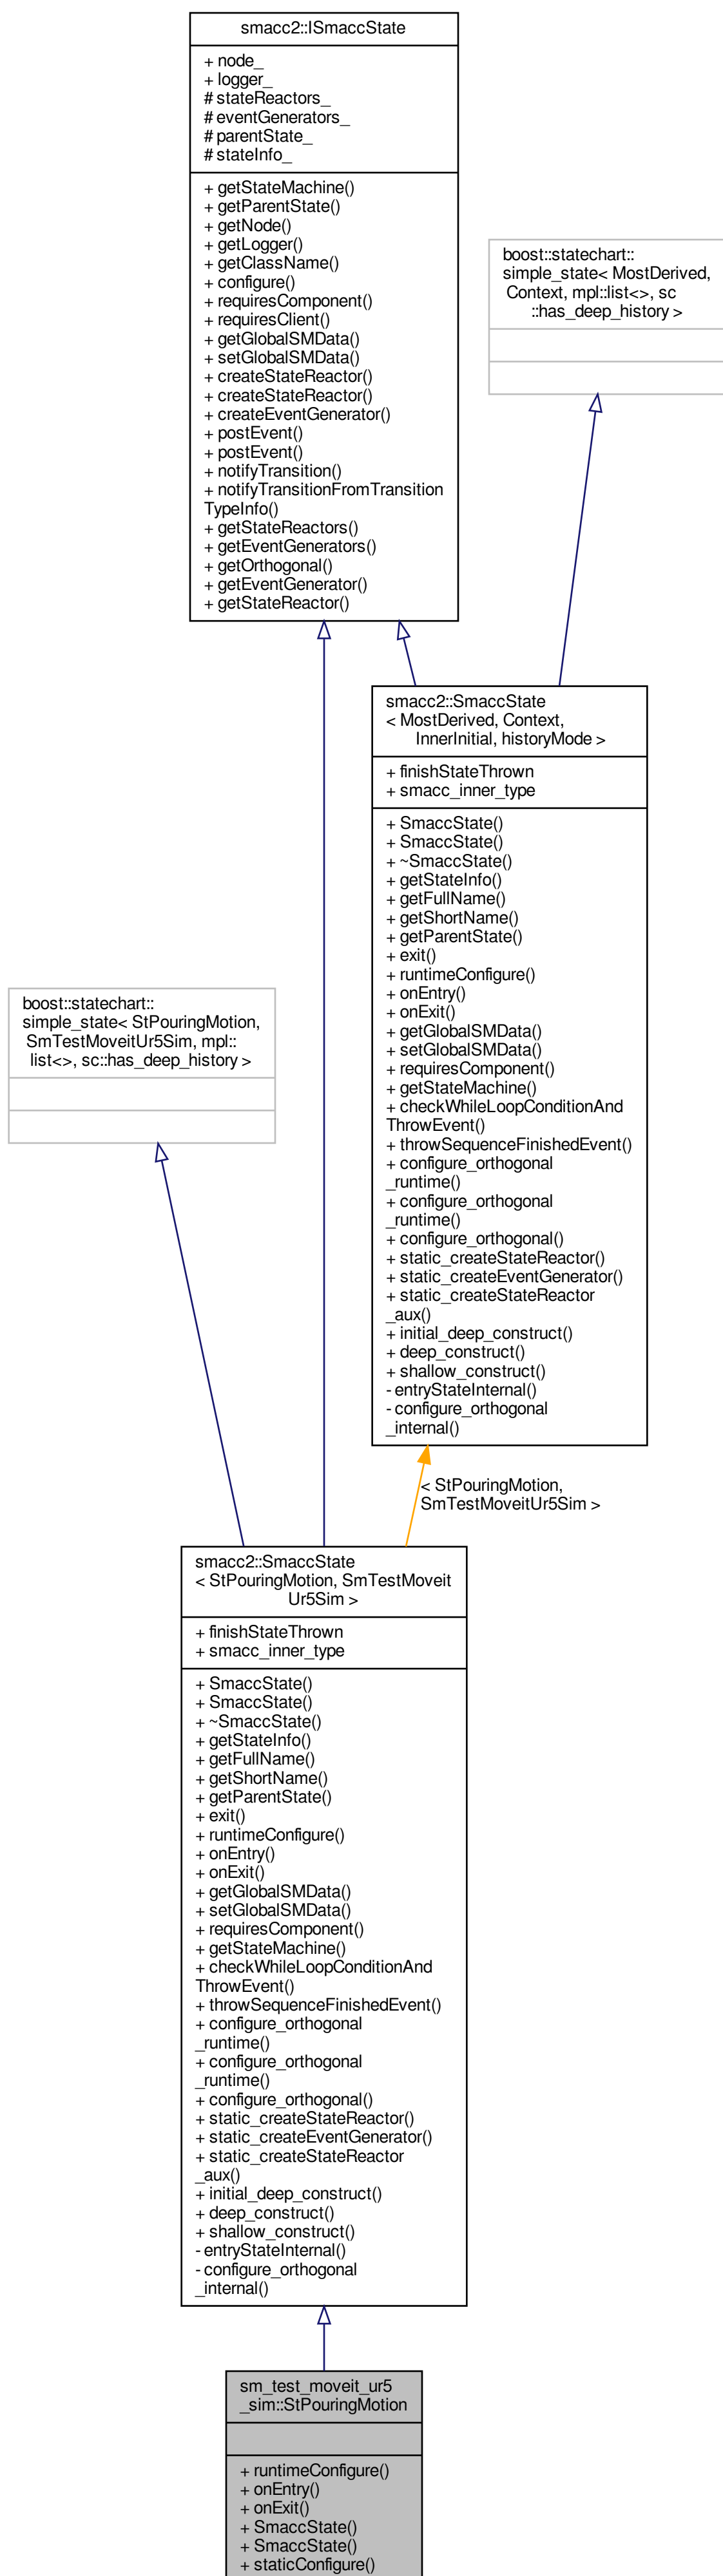 smacc2::ISmaccState
+ node_
+ logger_
# stateReactors_
# eventGenerators_
# parentState_
# stateInfo_
+ getStateMachine()
+ getParentState()
+ getNode()
+ getLogger()
+ getClassName()
+ configure()
+ requiresComponent()
+ requiresClient()
+ getGlobalSMData()
+ setGlobalSMData()
+ createStateReactor()
+ createStateReactor()
+ createEventGenerator()
+ postEvent()
+ postEvent()
+ notifyTransition()
+ notifyTransitionFromTransition
TypeInfo()
+ getStateReactors()
+ getEventGenerators()
+ getOrthogonal()
+ getEventGenerator()
+ getStateReactor()
boost::statechart::
simple_state< MostDerived,
Context, mpl::list<>, sc
::has_deep_history >
smacc2::SmaccState
< MostDerived, Context,
InnerInitial, historyMode >
+ finishStateThrown
+ smacc_inner_type
+ SmaccState()
+ SmaccState()
+ ~SmaccState()
+ getStateInfo()
+ getFullName()
+ getShortName()
+ getParentState()
+ exit()
+ runtimeConfigure()
+ onEntry()
+ onExit()
+ getGlobalSMData()
+ setGlobalSMData()
+ requiresComponent()
+ getStateMachine()
+ checkWhileLoopConditionAnd
ThrowEvent()
+ throwSequenceFinishedEvent()
+ configure_orthogonal
_runtime()
+ configure_orthogonal
_runtime()
+ configure_orthogonal()
+ static_createStateReactor()
+ static_createEventGenerator()
+ static_createStateReactor
_aux()
+ initial_deep_construct()
+ deep_construct()
+ shallow_construct()
- entryStateInternal()
- configure_orthogonal
_internal()
boost::statechart::
simple_state< StPouringMotion,
SmTestMoveitUr5Sim, mpl::
list<>, sc::has_deep_history >
< StPouringMotion,
SmTestMoveitUr5Sim >
smacc2::SmaccState
< StPouringMotion, SmTestMoveit
Ur5Sim >
+ finishStateThrown
+ smacc_inner_type
+ SmaccState()
+ SmaccState()
+ ~SmaccState()
+ getStateInfo()
+ getFullName()
+ getShortName()
+ getParentState()
+ exit()
+ runtimeConfigure()
+ onEntry()
+ onExit()
+ getGlobalSMData()
+ setGlobalSMData()
+ requiresComponent()
+ getStateMachine()
+ checkWhileLoopConditionAnd
ThrowEvent()
+ throwSequenceFinishedEvent()
+ configure_orthogonal
_runtime()
+ configure_orthogonal
_runtime()
+ configure_orthogonal()
+ static_createStateReactor()
+ static_createEventGenerator()
+ static_createStateReactor
_aux()
+ initial_deep_construct()
+ deep_construct()
+ shallow_construct()
- entryStateInternal()
- configure_orthogonal
_internal()
sm_test_moveit_ur5
_sim::StPouringMotion
+ runtimeConfigure()
+ onEntry()
+ onExit()
+ SmaccState()
+ SmaccState()
+ staticConfigure()